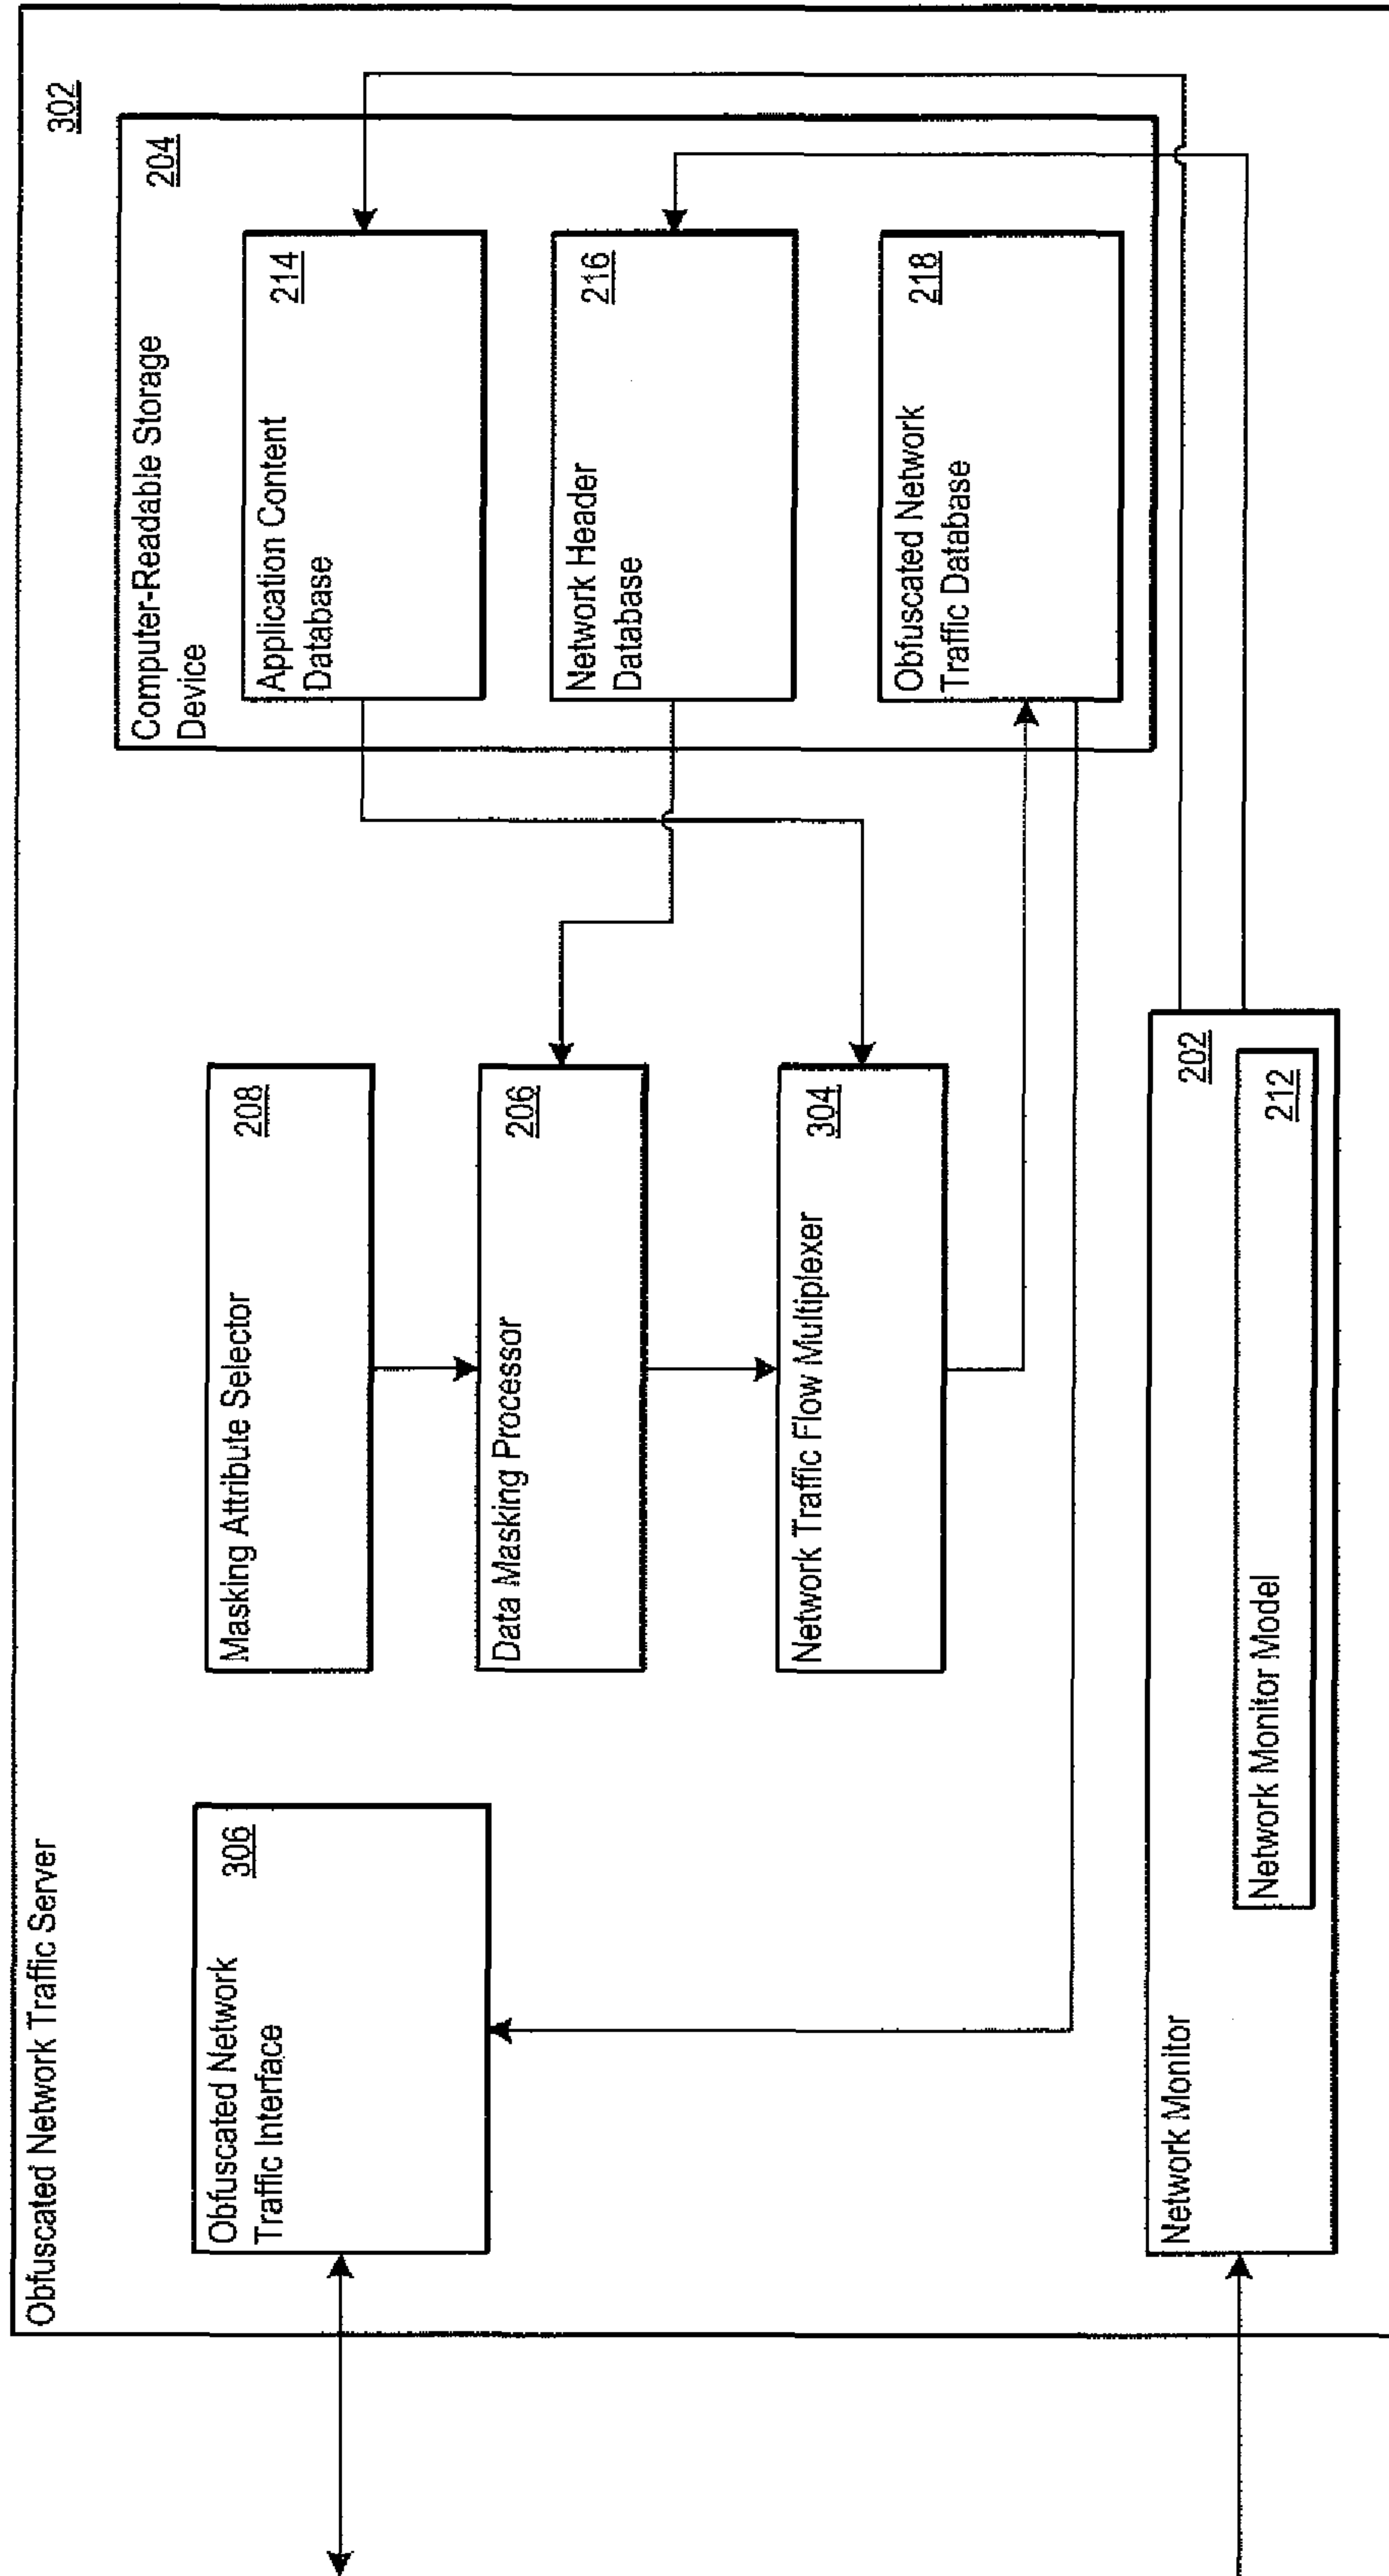 Obfuscated Network Traffic Server
302
Obfuscated Network
Traffic Interface
306
Masking Attribute Selector
208
Data Masking Processor
206
Network Traffic Flow Multiplexer
304
Computer-Readable Storage
Device
204
Application Content
Database
214
Network Header
Database
216
Obfuscated Network
Traffic Database
218
Network Monitor
202
Network Monitor Model
212